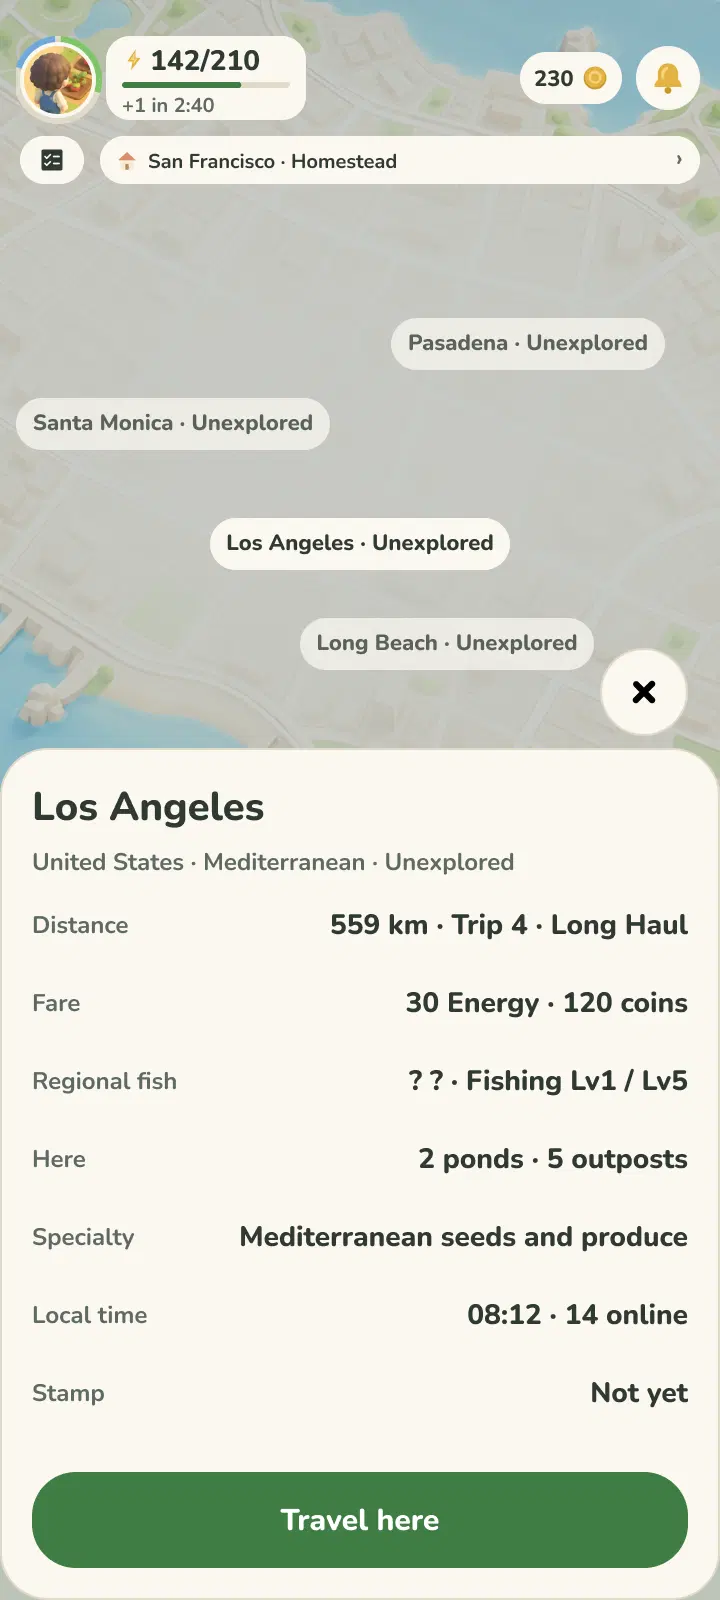 142/210
+1 in 2:40
230
San Francisco · Homestead ›
Pasadena · Unexplored
Santa Monica · Unexplored
Los Angeles · Unexplored
Long Beach · Unexplored
Los Angeles
United States · Mediterranean · Unexplored
Distance 559 km · Trip 4 · Long Haul
Fare 30 Energy · 120 coins
Regional fish ? ? · Fishing Lv1 / Lv5
Here 2 ponds · 5 outposts
Specialty Mediterranean seeds and produce
Local time 08:12 · 14 online
Stamp Not yet
Travel here